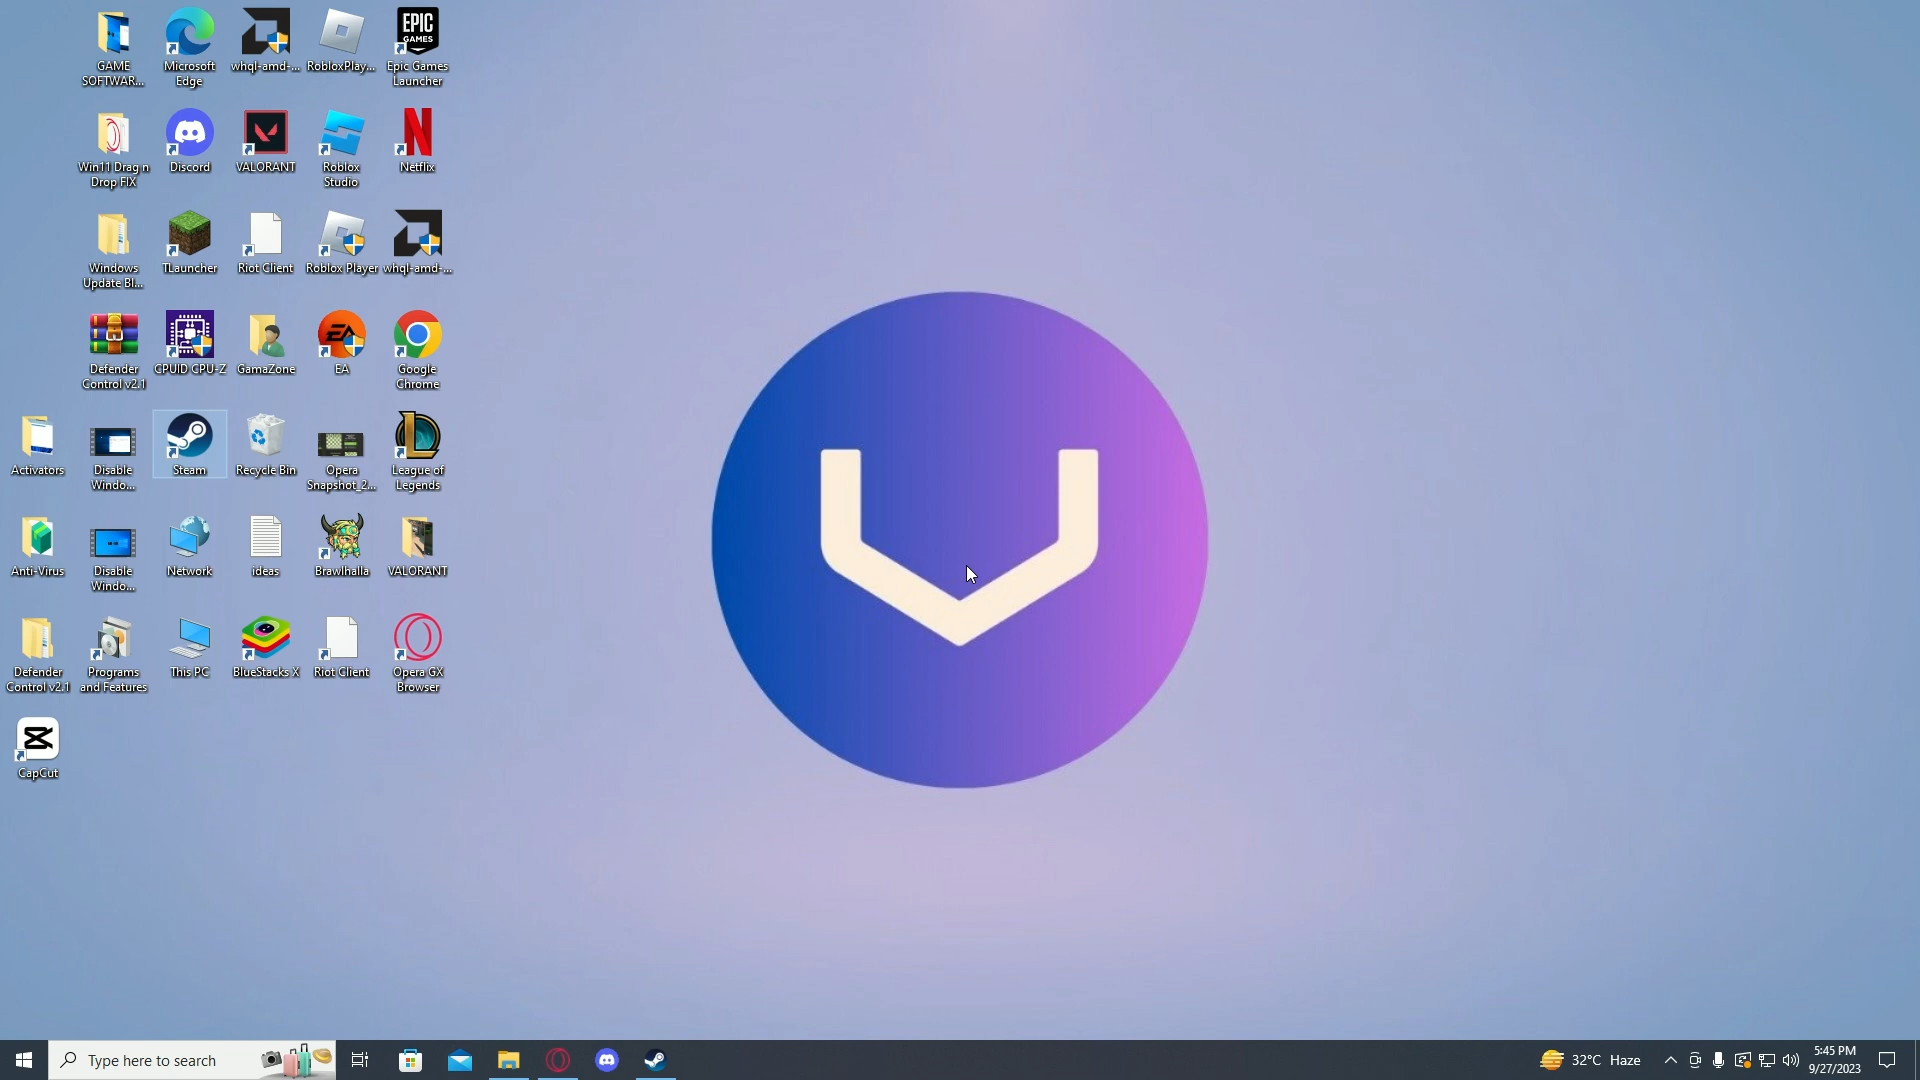 GAME
SOFTWAR...
Microsoft
Edge
whql-amd-...
RobloxPlay...
EPIC
GAMES
Epic Games
Launcher
Win11 Drag n
Drop FIX
Discord
VALORANT
Roblox
Studio
Netflix
Windows
Update Bl...
TLauncher
Riot Client
Roblox Player
whql-amd-...
Defender
Control v2.1
CPUID CPU-Z
GamaZone
EA
EA
Google
Chrome
Activators
Disable
Windo...
Steam
Recycle Bin
Opera
Snapshot_2...
League of
Legends
Anti-Virus
Disable
Windo...
Network
ideas
Brawlhalla
VALORANT
Defender
Control v2.1
Programs
and Features
This PC
BlueStacks X
Riot Client
Opera GX
Browser
CapCut
Type here to search
32°C Haze
5:45 PM
9/27/2023